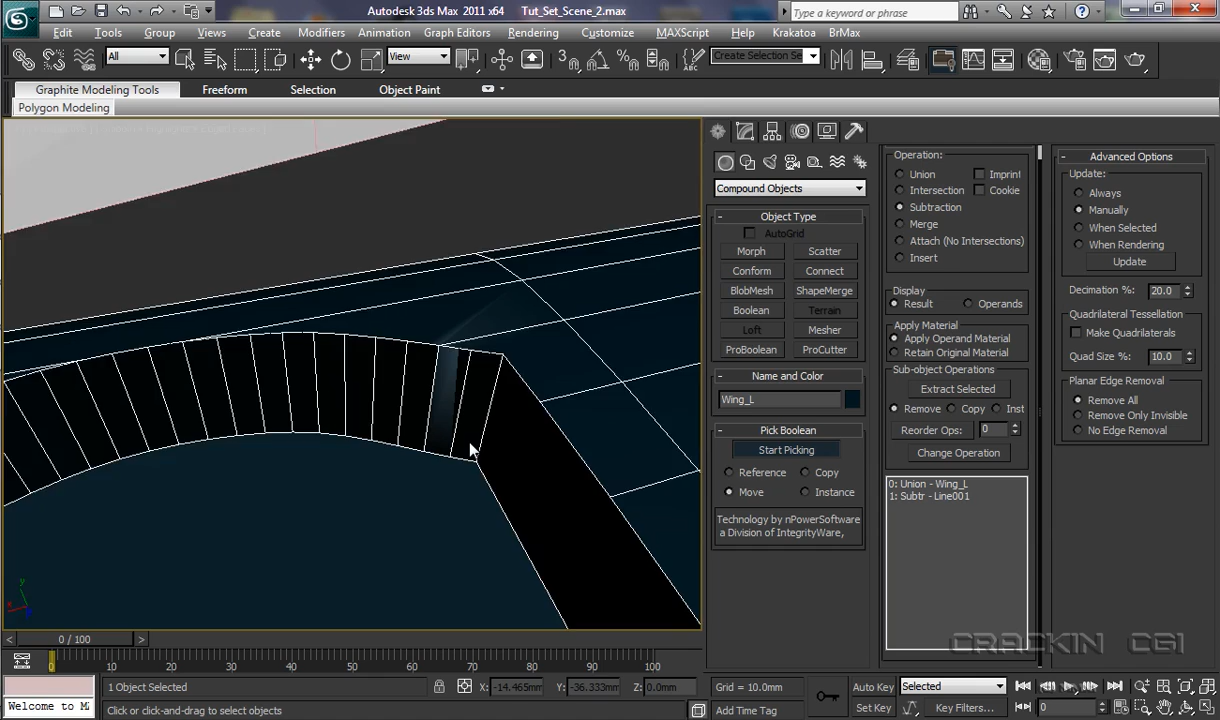 Autodesk 3ds Max 2011 x64    Tut_Set_Scene_2.max
Type a keyword or phrase
Edit Tools Group Views Create Modifiers Animation Graph Editors Rendering Customize MAXScript Help Krakatoa BrMax
All View Create Selection Se
Graphite Modeling Tools Freeform Selection Object Paint
Polygon Modeling
Compound Objects
Object Type
AutoGrid
Morph Scatter
Conform Connect
BlobMesh ShapeMerge
Boolean Terrain
Loft Mesher
ProBoolean ProCutter
Name and Color
Wing_L
Pick Boolean
Start Picking
Reference Copy
Move Instance
Technology by nPowerSoftware
a Division of IntegrityWare,
Operation:
Union Imprint
Intersection Cookie
Subtraction
Merge
Attach (No Intersections)
Insert
Display
Result Operands
Apply Material
Apply Operand Material
Retain Original Material
Sub-object Operations
Extract Selected
Remove Copy Inst
Reorder Ops: 0
Change Operation
0: Union - Wing_L
1: Subtr - Line001
Advanced Options
Update:
Always
Manually
When Selected
When Rendering
Update
Decimation %: 20.0
Quadrilateral Tessellation
Make Quadrilaterals
Quad Size %: 10.0
Planar Edge Removal
Remove All
Remove Only Invisible
No Edge Removal
CRACKIN CGI
y
x
z
0 / 100
0 10 20 30 40 50 60 70 80 90 100
1 Object Selected X: -14.465mm Y: -36.333mm Z: 0.0mm Grid = 10.0mm Auto Key Selected
Welcome to MA Click or click-and-drag to select objects Add Time Tag Set Key Key Filters... 0